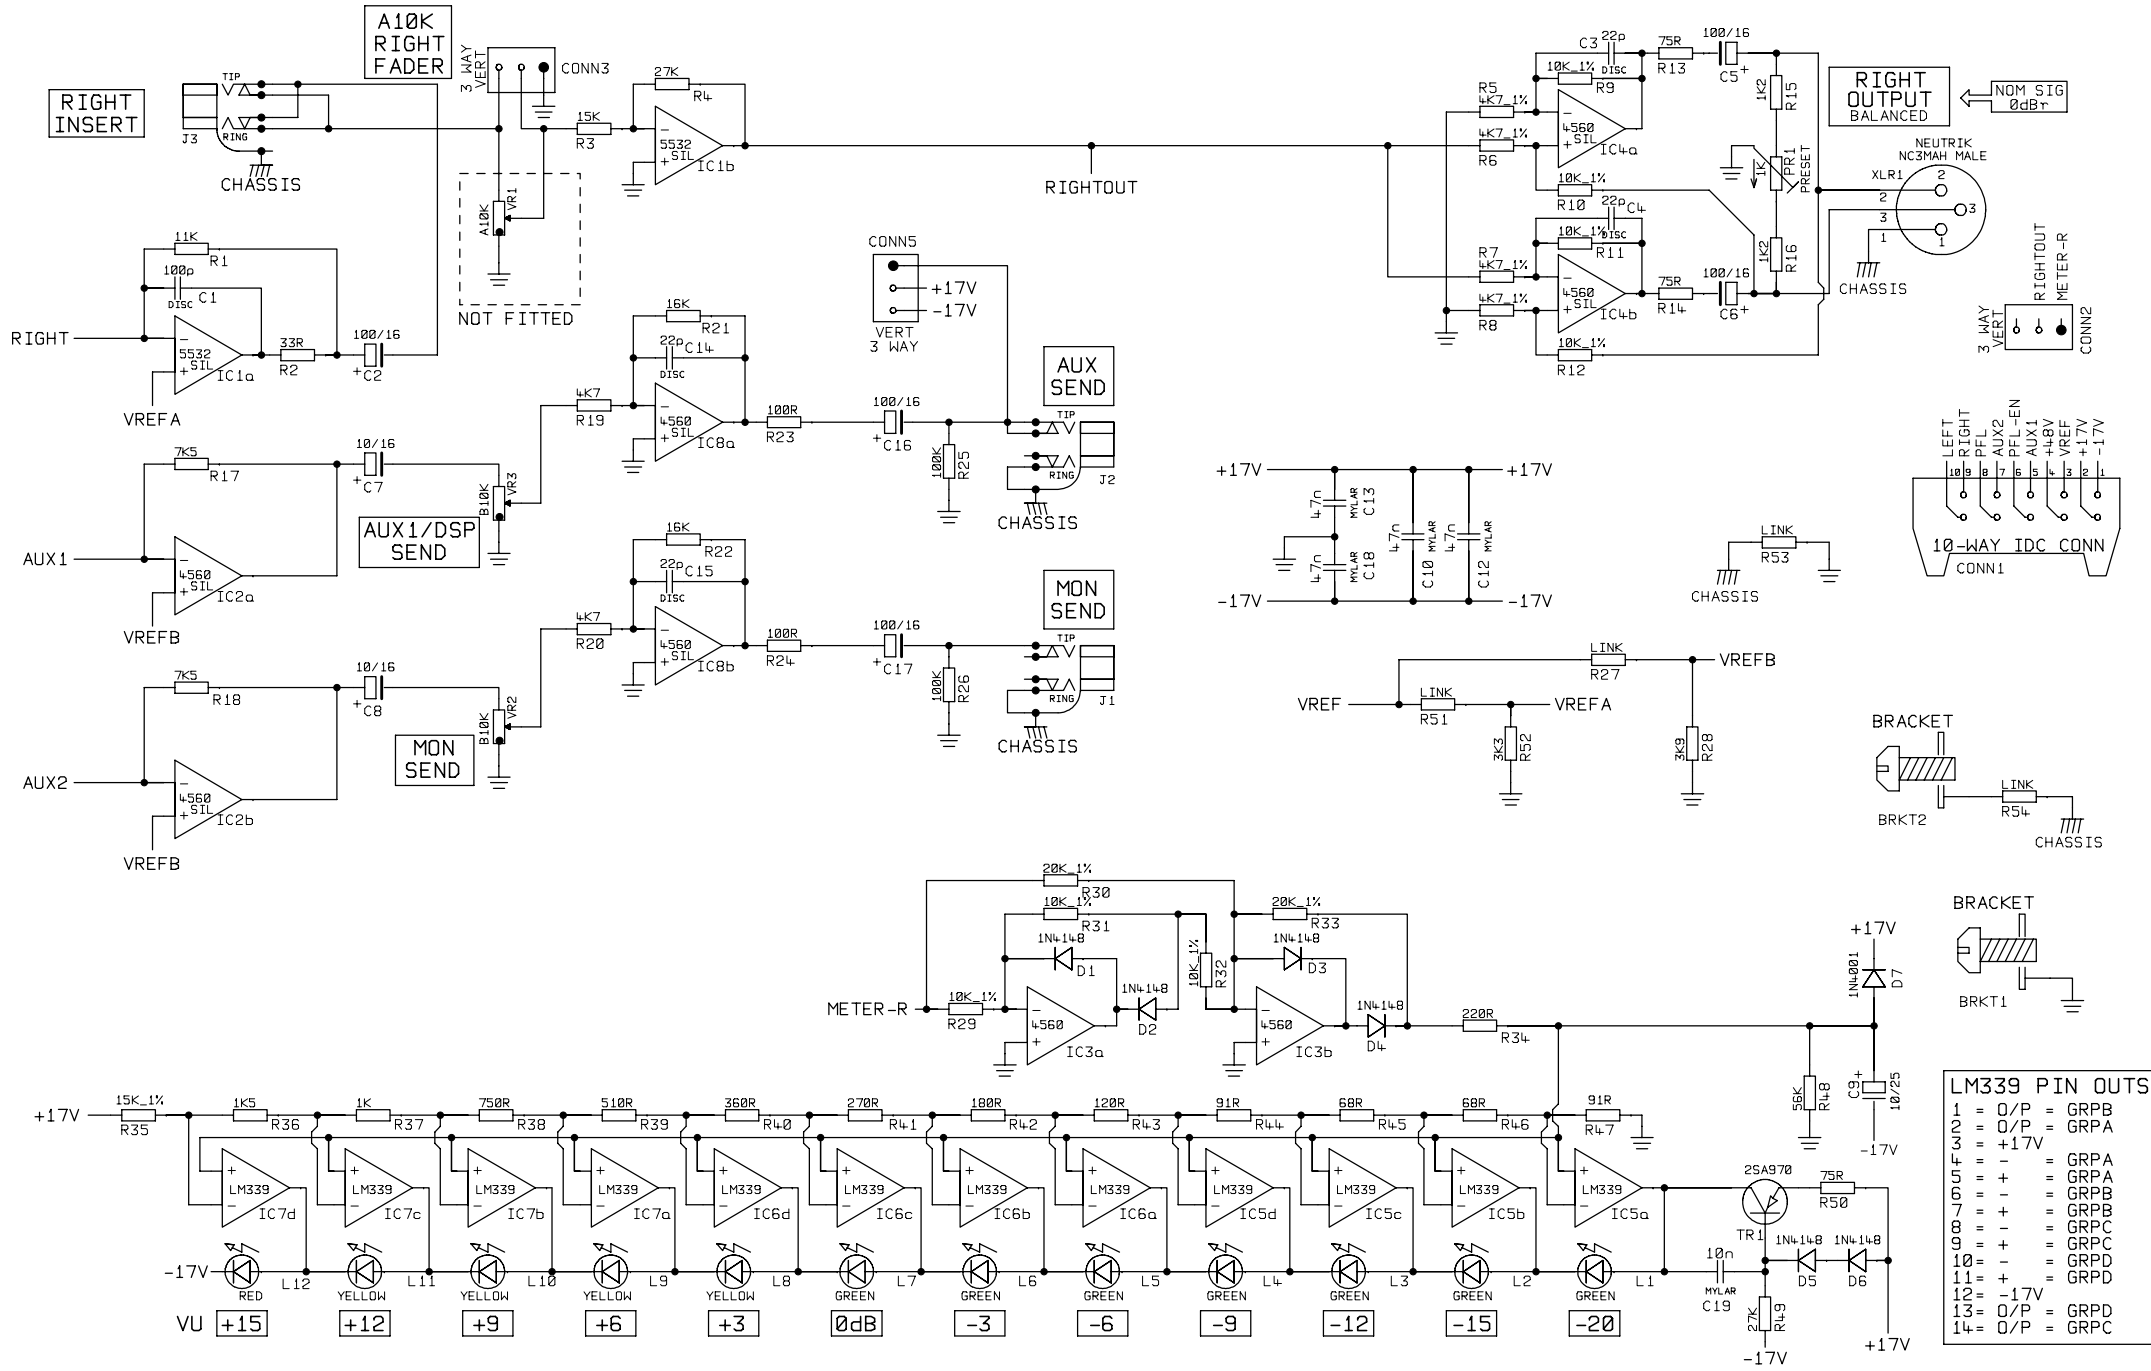 A10K
RIGHT
FADER
3 WAY
VERT
CONN3
RIGHT
INSERT
TIP
RING
J3
CHASSIS
27K
R4
15K
R3
5532
SIL
IC1b
A10K
VR1
NOT FITTED
RIGHTOUT
R5
4K7_1%
4K7_1%
R6
C3
22p
DISC
10K_1%
R9
4560
SIL
IC4a
75R
R13
100/16
C5+
1K2
R15
1K
PR1
PRESET
10K_1%
R10
22p
C4
DISC
10K_1%
R11
R7
4K7_1%
4K7_1%
R8
4560
SIL
IC4b
75R
R14
100/16
C6+
1K2
R16
10K_1%
R12
RIGHT
OUTPUT
BALANCED
NOM SIG
0dBr
NEUTRIK
NC3MAH MALE
XLR1
2
3
1
2
3
1
CHASSIS
3 WAY
VERT
RIGHTOUT
METER-R
CONN2
11K
R1
100p
DISC
C1
RIGHT
5532
SIL
IC1a
33R
R2
100/16
+C2
VREFA
7K5
R17
10/16
+C7
B10K
VR3
AUX1/DSP
SEND
AUX1
4560
SIL
IC2a
VREFB
16K
R21
22p
C14
DISC
4K7
R19
4560
SIL
IC8a
100R
R23
100/16
+C16
100K
R25
CONN5
+17V
-17V
VERT
3 WAY
AUX
SEND
TIP
RING
J2
CHASSIS
7K5
R18
10/16
+C8
B10K
VR2
MON
SEND
AUX2
4560
SIL
IC2b
VREFB
16K
R22
22p
C15
DISC
4K7
R20
4560
SIL
IC8b
100R
R24
100/16
+C17
100K
R26
MON
SEND
TIP
RING
J1
CHASSIS
+17V
+17V
47n
MYLAR
C13
47n
MYLAR
C18
47n
MYLAR
C10
47n
MYLAR
C12
-17V
-17V
LINK
R53
CHASSIS
LEFT
RIGHT
PFL
AUX2
PFL-EN
AUX1
+48V
VREF
+17V
-17V
10 9 8 7 6 5 4 3 2 1
10-WAY IDC CONN
CONN1
VREF
LINK
R51
VREFA
LINK
R27
VREFB
3K3
R52
3K9
R28
BRACKET
BRKT2
LINK
R54
CHASSIS
BRACKET
BRKT1
20K_1%
R30
10K_1%
R31
1N4148
D1
METER-R
10K_1%
R29
4560
IC3a
1N4148
D2
10K_1%
R32
20K_1%
R33
1N4148
D3
4560
IC3b
1N4148
D4
220R
R34
+17V
1N4001
D7
56K
R48
C9+
10/25
-17V
+17V
15K_1%
R35
1K5
R36
1K
R37
750R
R38
510R
R39
360R
R40
270R
R41
180R
R42
120R
R43
91R
R44
68R
R45
68R
R46
91R
R47
LM339
IC7d
LM339
IC7c
LM339
IC7b
LM339
IC7a
LM339
IC6d
LM339
IC6c
LM339
IC6b
LM339
IC6a
LM339
IC5d
LM339
IC5c
LM339
IC5b
LM339
IC5a
2SA970
TR1
75R
R50
1N4148
D5
1N4148
D6
10n
MYLAR
C19
27K
R49
-17V
+17V
-17V
L12
L11
L10
L9
L8
L7
L6
L5
L4
L3
L2
L1
RED
YELLOW
YELLOW
YELLOW
YELLOW
GREEN
GREEN
GREEN
GREEN
GREEN
GREEN
GREEN
VU +15 +12 +9 +6 +3 0dB -3 -6 -9 -12 -15 -20
LM339 PIN OUTS
1 = O/P = GRPB
2 = O/P = GRPA
3 = +17V
4 = - = GRPA
5 = + = GRPA
6 = - = GRPB
7 = + = GRPB
8 = - = GRPC
9 = + = GRPC
10= - = GRPD
11= + = GRPD
12= -17V
13= O/P = GRPD
14= O/P = GRPC